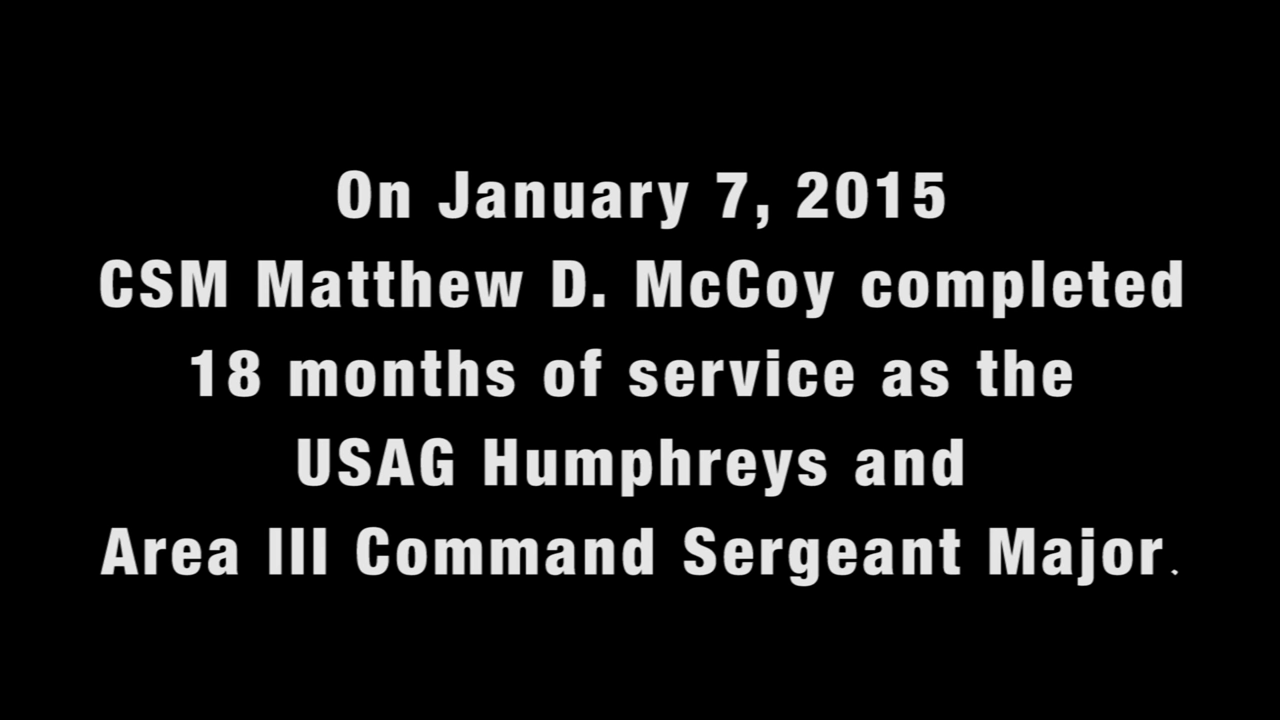 On January 7, 2015
CSM Matthew D. McCoy completed
18 months of service as the
USAG Humphreys and
Area III Command Sergeant Major.